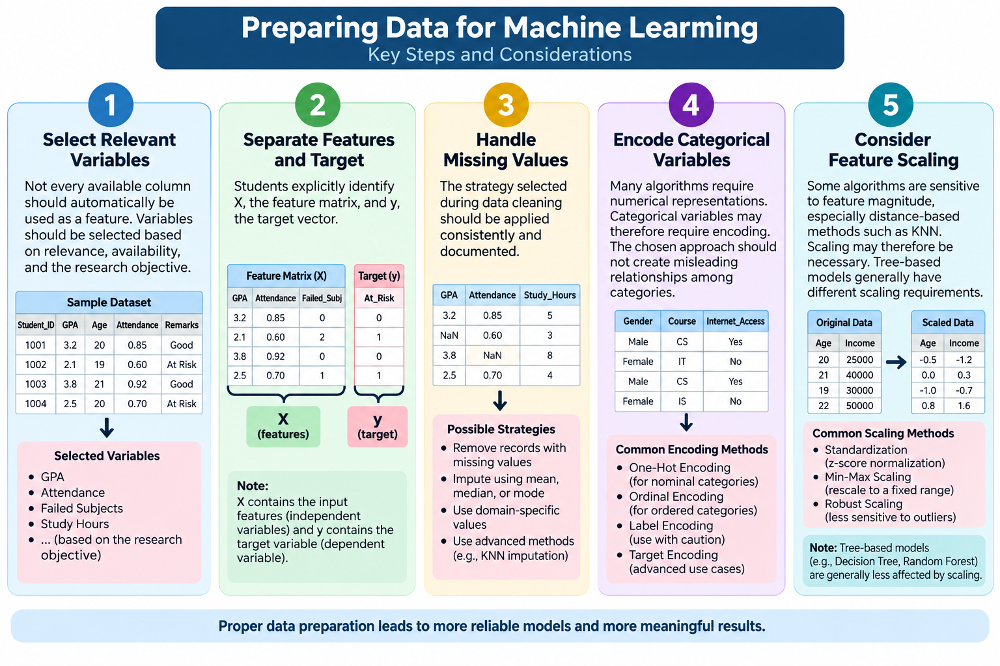 Preparing Data for Machine Learming
Key Steps and Considerations
1
Select Relevant
Variables
Not every available column
should automatically be
used as a feature. Variables
should be selected based
on relevance, availability,
and the research objective.
Sample Dataset
Student_ID GPA Age Attendance Remarks
1001 3.2 20 0.85 Good
1002 2.1 19 0.60 At Risk
1003 3.8 21 0.92 Good
1004 2.5 20 0.70 At Risk
Selected Variables
• GPA
• Attendance
• Failed Subjects
• Study Hours
• ... (based on the research
objective)
2
Separate Features
and Target
Students explicitly identify
X, the feature matrix, and y,
the target vector.
Feature Matrix (X)
GPA Attendance Failed_Subj
3.2 0.85 0
2.1 0.60 2
3.8 0.92 0
2.5 0.70 1
X
(features)
Target (y)
At_Risk
0
1
0
1
y
(target)
Note:
X contains the input
features (independent
variables) and y contains the
target variable (dependent
variable).
3
Handle
Missing Values
The strategy selected
during data cleaning
should be applied
consistently and
documented.
GPA Attendance Study_Hours
3.2 0.85 5
NaN 0.60 3
3.8 NaN 8
2.5 0.70 4
Possible Strategies
• Remove records with
missing values
• Impute using mean,
median, or mode
• Use domain-specific
values
• Use advanced methods
(e.g., KNN imputation)
4
Encode Categorical
Variables
Many algorithms require
numerical representations.
Categorical variables may
therefore require encoding.
The chosen approach should
not create misleading
relationships among
categories.
Gender Course Internet_Access
Male CS Yes
Female IT No
Male CS Yes
Female IS No
Common Encoding Methods
• One-Hot Encoding
(for nominal categories)
• Ordinal Encoding
(for ordered categories)
• Label Encoding
(use with caution)
• Target Encoding
(advanced use cases)
5
Consider
Feature Scaling
Some algorithms are sensitive
to feature magnitude,
especially distance-based
methods such as KNN.
Scaling may therefore be
necessary. Tree-based
models generally have
different scaling requirements.
Original Data
Age Income
20 25000
21 40000
19 30000
22 50000
Scaled Data
Age Income
-0.5 -1.2
0.0 0.3
-1.0 -0.7
0.8 1.6
Common Scaling Methods
• Standardization
(z-score normalization)
• Min-Max Scaling
(rescale to a fixed range)
• Robust Scaling
(less sensitive to outliers)
Note: Tree-based models
(e.g., Decision Tree, Random Forest)
are generally less affected by scaling.
Proper data preparation leads to more reliable models and more meaningful results.